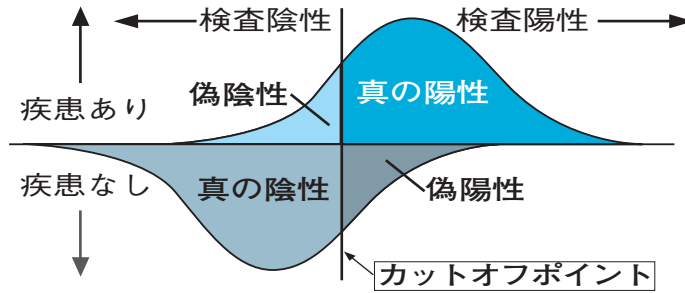 検査陰性
検査陽性
偽陰性
真の陽性
疾患あり
疾患なし
真の陰性
偽陽性
カットオフポイント